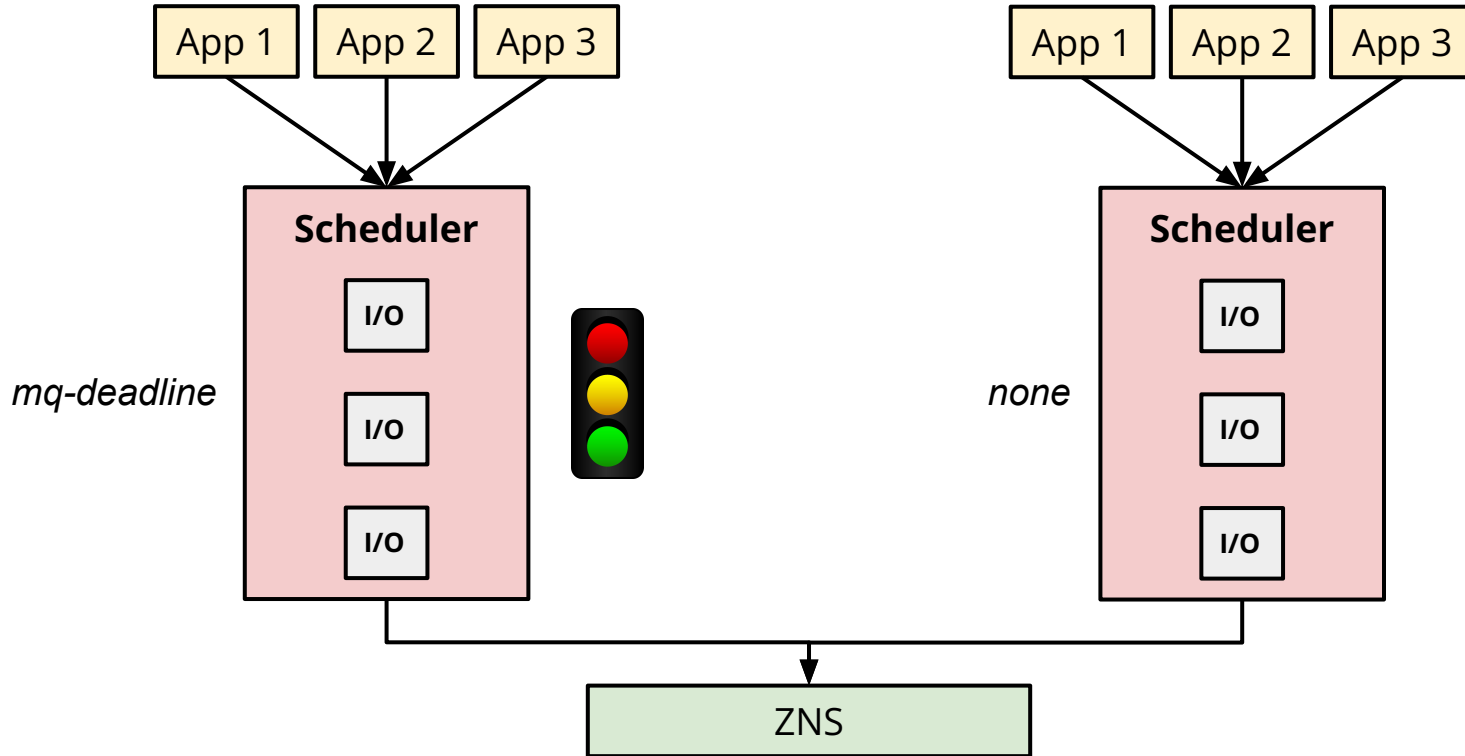 App 1
App 2
App 3
Scheduler
I/O
I/O
I/O
mq-deadline
App 1
App 2
App 3
Scheduler
I/O
I/O
I/O
none
ZNS